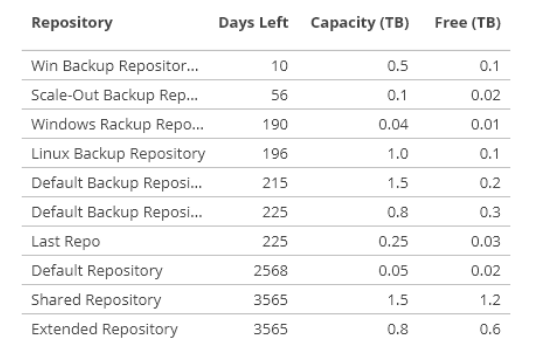 Repository Days Left Capacity (TB) Free (TB)
Win Backup Repositor... 10 0.5 0.1
Scale-Out Backup Rep... 56 0.1 0.02
Windows Rackup Repo... 190 0.04 0.01
Linux Backup Repository 196 1.0 0.1
Default Backup Reposi... 215 1.5 0.2
Default Backup Reposi... 225 0.8 0.3
Last Repo 225 0.25 0.03
Default Repository 2568 0.05 0.02
Shared Repository 3565 1.5 1.2
Extended Repository 3565 0.8 0.6